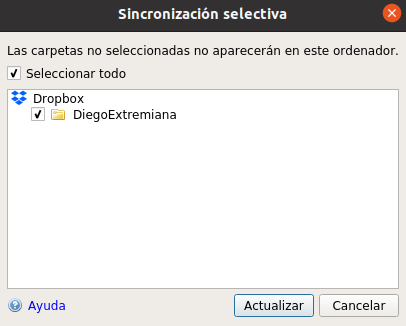 Sincronización selectiva
Las carpetas no seleccionadas no aparecerán en este ordenador.
Seleccionar todo
Dropbox
DiegoExtremiana
Ayuda
Actualizar
Cancelar